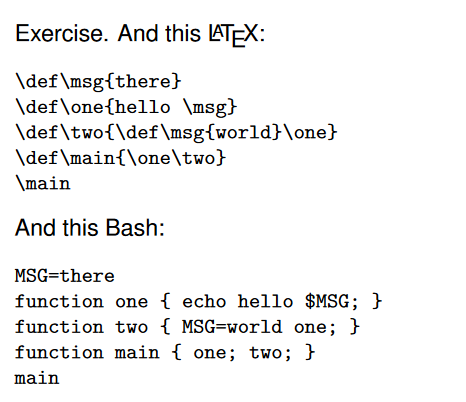 Exercise. And this LATEX:
\def\msg{there}
\def\one{hello \msg}
\def\two{\def\msg{world}\one}
\def\main{\one\two}
\main
And this Bash:
MSG=there
function one { echo hello $MSG; }
function two { MSG=world one; }
function main { one; two; }
main